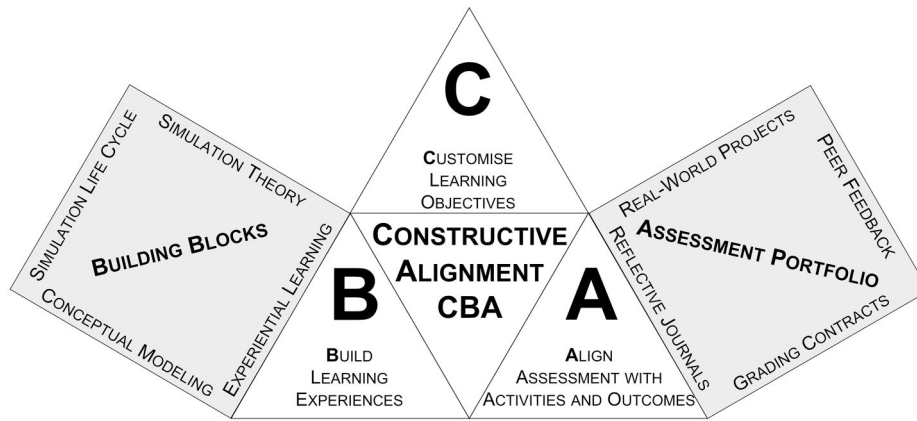 C
CUSTOMISE
LEARNING
OBJECTIVES
SIMULATION LIFE CYCLE
SIMULATION THEORY
BUILDING BLOCKS
CONCEPTUAL MODELING
EXPERIENTIAL LEARNING
CONSTRUCTIVE
ALIGNMENT
CBA
B
BUILD
LEARNING
EXPERIENCES
A
ALIGN
ASSESSMENT WITH
ACTIVITIES AND OUTCOMES
REAL-WORLD PROJECTS
PEER FEEDBACK
ASSESSMENT PORTFOLIO
REFLECTIVE JOURNALS
GRADING CONTRACTS